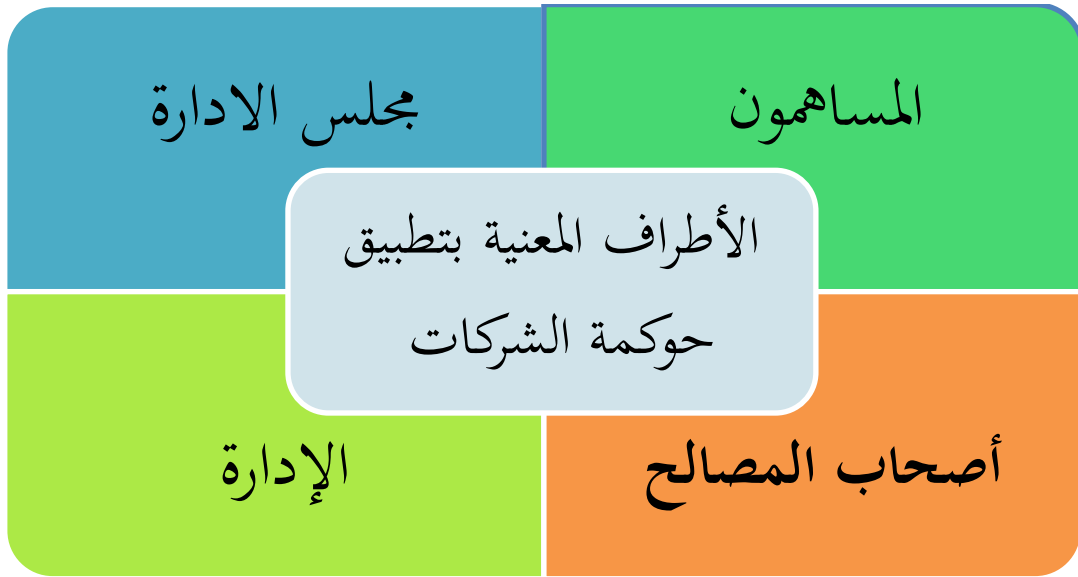 المساهمون
مجلس الادارة
الأطراف المعنية بتطبيق
حوكمة الشركات
أصحاب المصالح
الإدارة